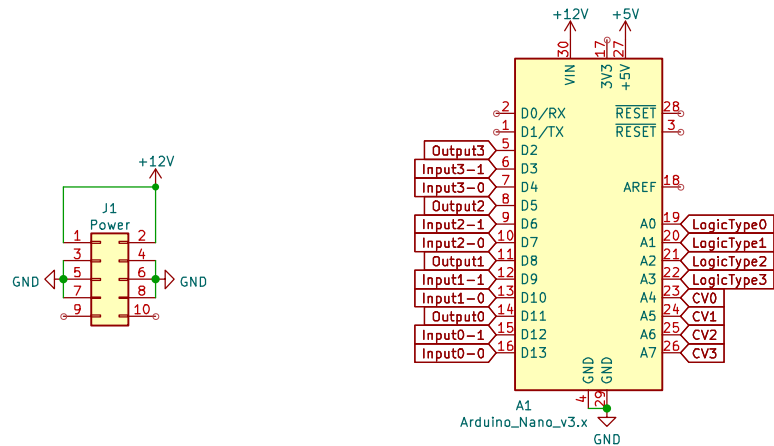 +12V
J1
Power
1 2
3 4
GND 5 6 GND
7 8
9 10
+12V +5V
30 17 27
VIN 3V3 +5V
2 D0/RX RESET 28
1 D1/TX RESET 3
Output3 5 D2
Input3-1 6 D3
Input3-0 7 D4 AREF 18
Output2 8 D5
Input2-1 9 D6 A0 19 LogicType0
Input2-0 10 D7 A1 20 LogicType1
Output1 11 D8 A2 21 LogicType2
Input1-1 12 D9 A3 22 LogicType3
Input1-0 13 D10 A4 23 CV0
Output0 14 D11 A5 24 CV1
Input0-1 15 D12 A6 25 CV2
Input0-0 16 D13 A7 26 CV3
GND GND
4 29
A1
Arduino_Nano_v3.x
GND